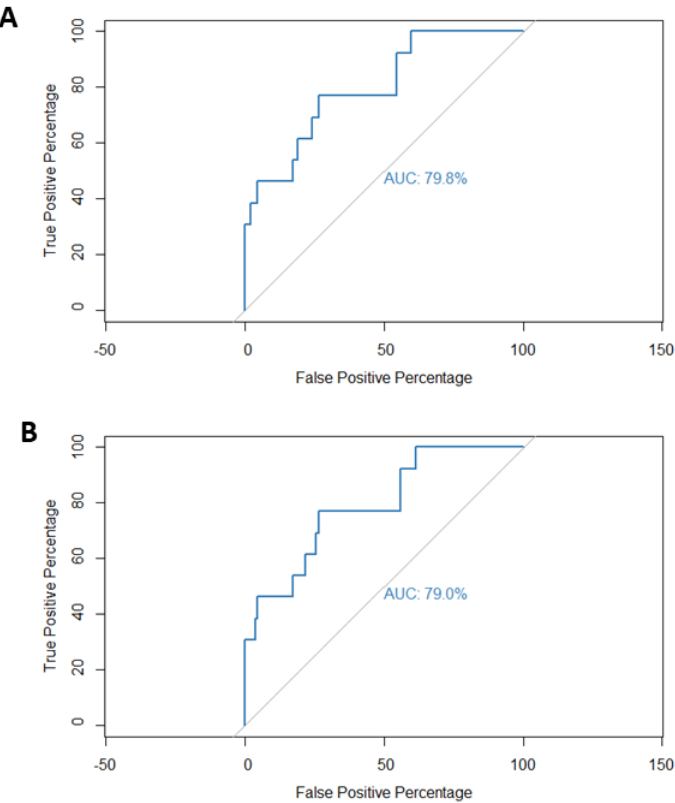 A
True Positive Percentage
100
80
60
40
20
0
AUC: 79.8%
-50 0 50 100 150
False Positive Percentage
B
True Positive Percentage
100
80
60
40
20
0
AUC: 79.0%
-50 0 50 100 150
False Positive Percentage